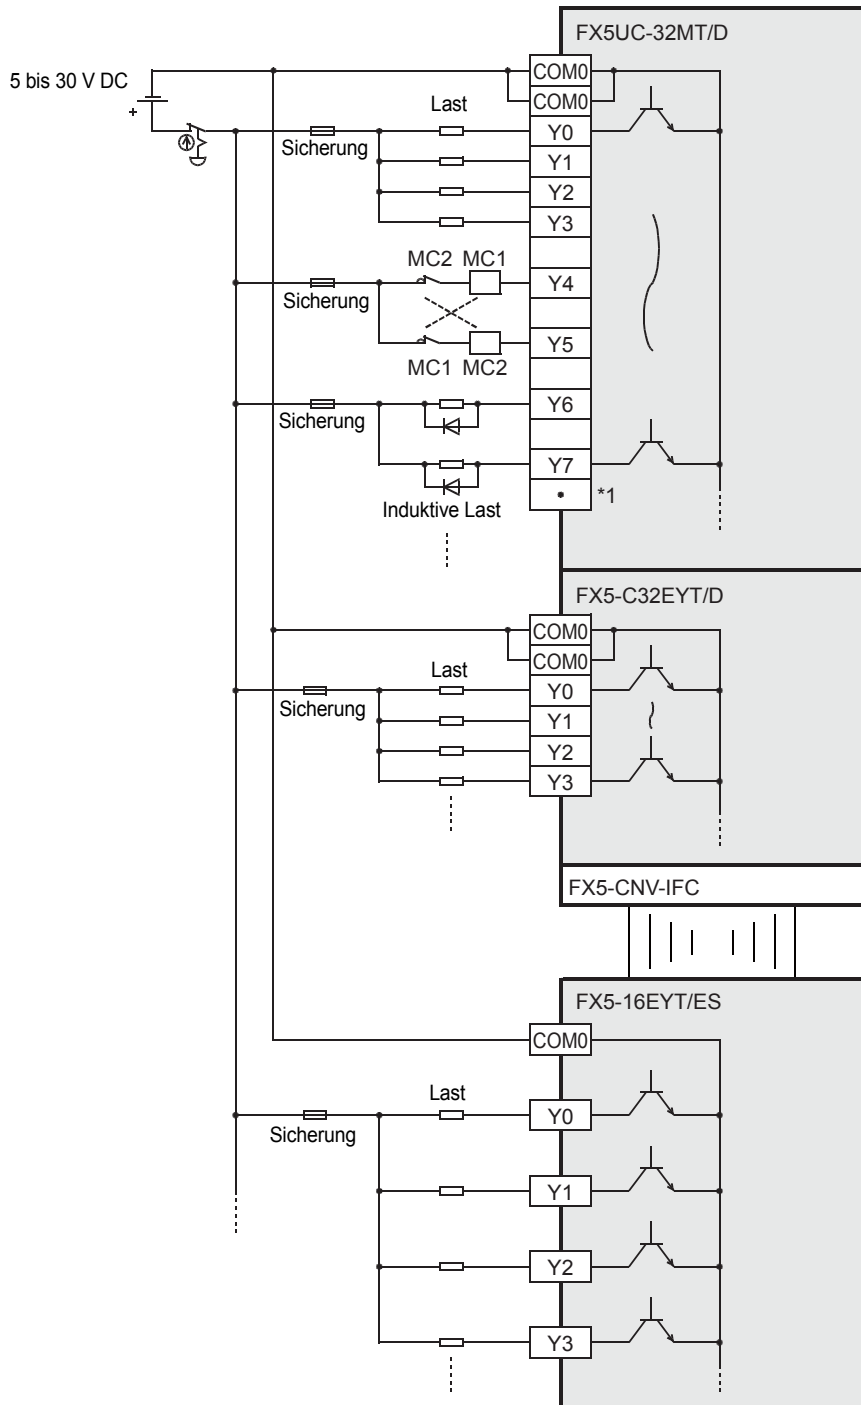 FX5UC-32MT/D
5 bis 30 V DC
+
COM0
COM0
Last
Sicherung
Y0
Y1
Y2
Y3
MC2 MC1
Sicherung
Y4
Y5
MC1 MC2
Sicherung
Y6
Y7
Induktive Last
• *1
FX5-C32EYT/D
COM0
COM0
Last
Sicherung
Y0
Y1
Y2
Y3
FX5-CNV-IFC
FX5-16EYT/ES
COM0
Last
Sicherung
Y0
Y1
Y2
Y3